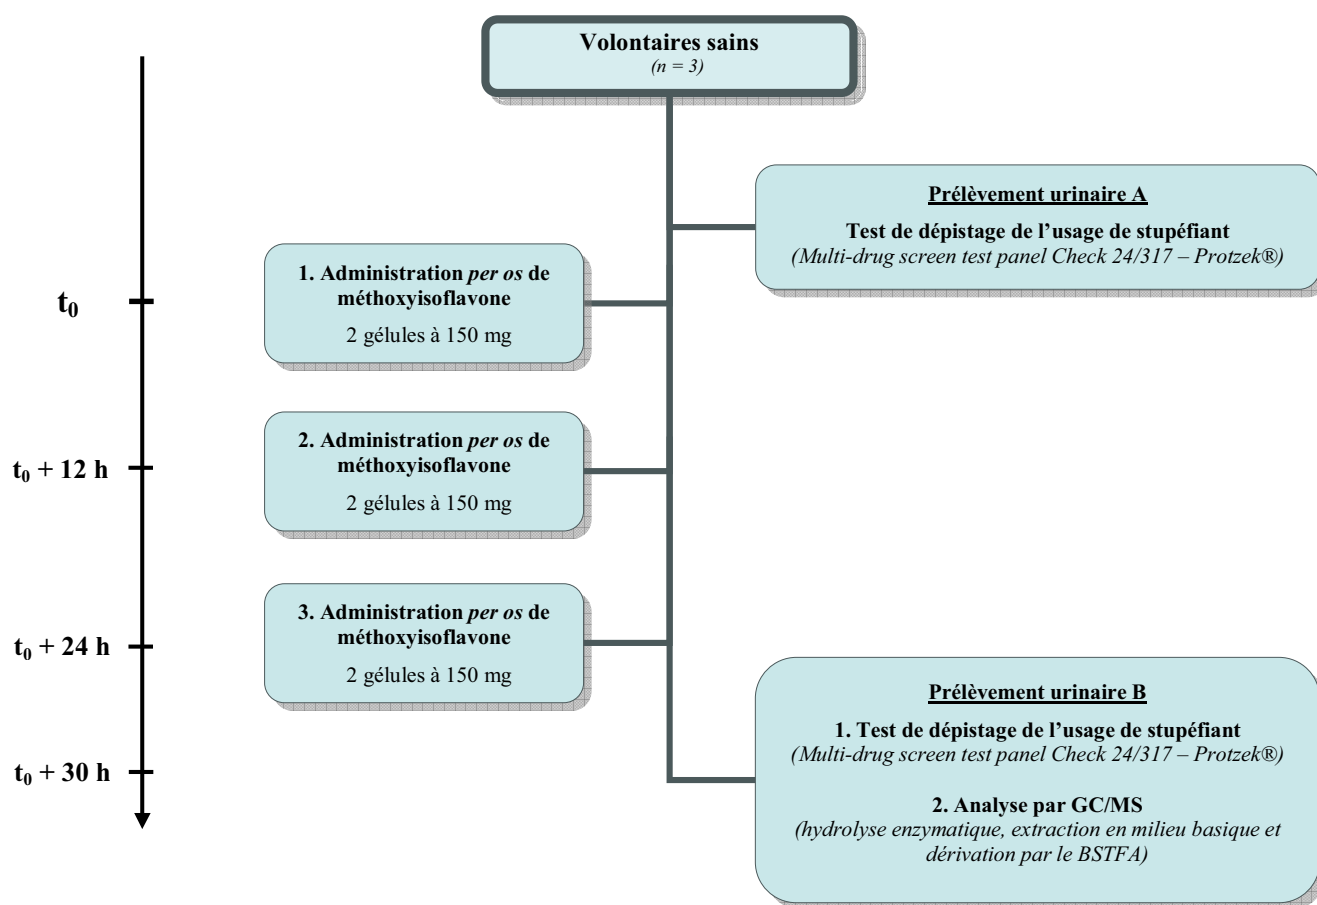 Volontaires sains
(n = 3)
Prélèvement urinaire A
Test de dépistage de l’usage de stupéfiant
(Multi-drug screen test panel Check 24/317 – Protzek®)
t₀
1. Administration per os de
méthoxyisoflavone
2 gélules à 150 mg
t₀ + 12 h
2. Administration per os de
méthoxyisoflavone
2 gélules à 150 mg
t₀ + 24 h
3. Administration per os de
méthoxyisoflavone
2 gélules à 150 mg
t₀ + 30 h
Prélèvement urinaire B
1. Test de dépistage de l’usage de stupéfiant
(Multi-drug screen test panel Check 24/317 – Protzek®)
2. Analyse par GC/MS
(hydrolyse enzymatique, extraction en milieu basique et
dérivation par le BSTFA)